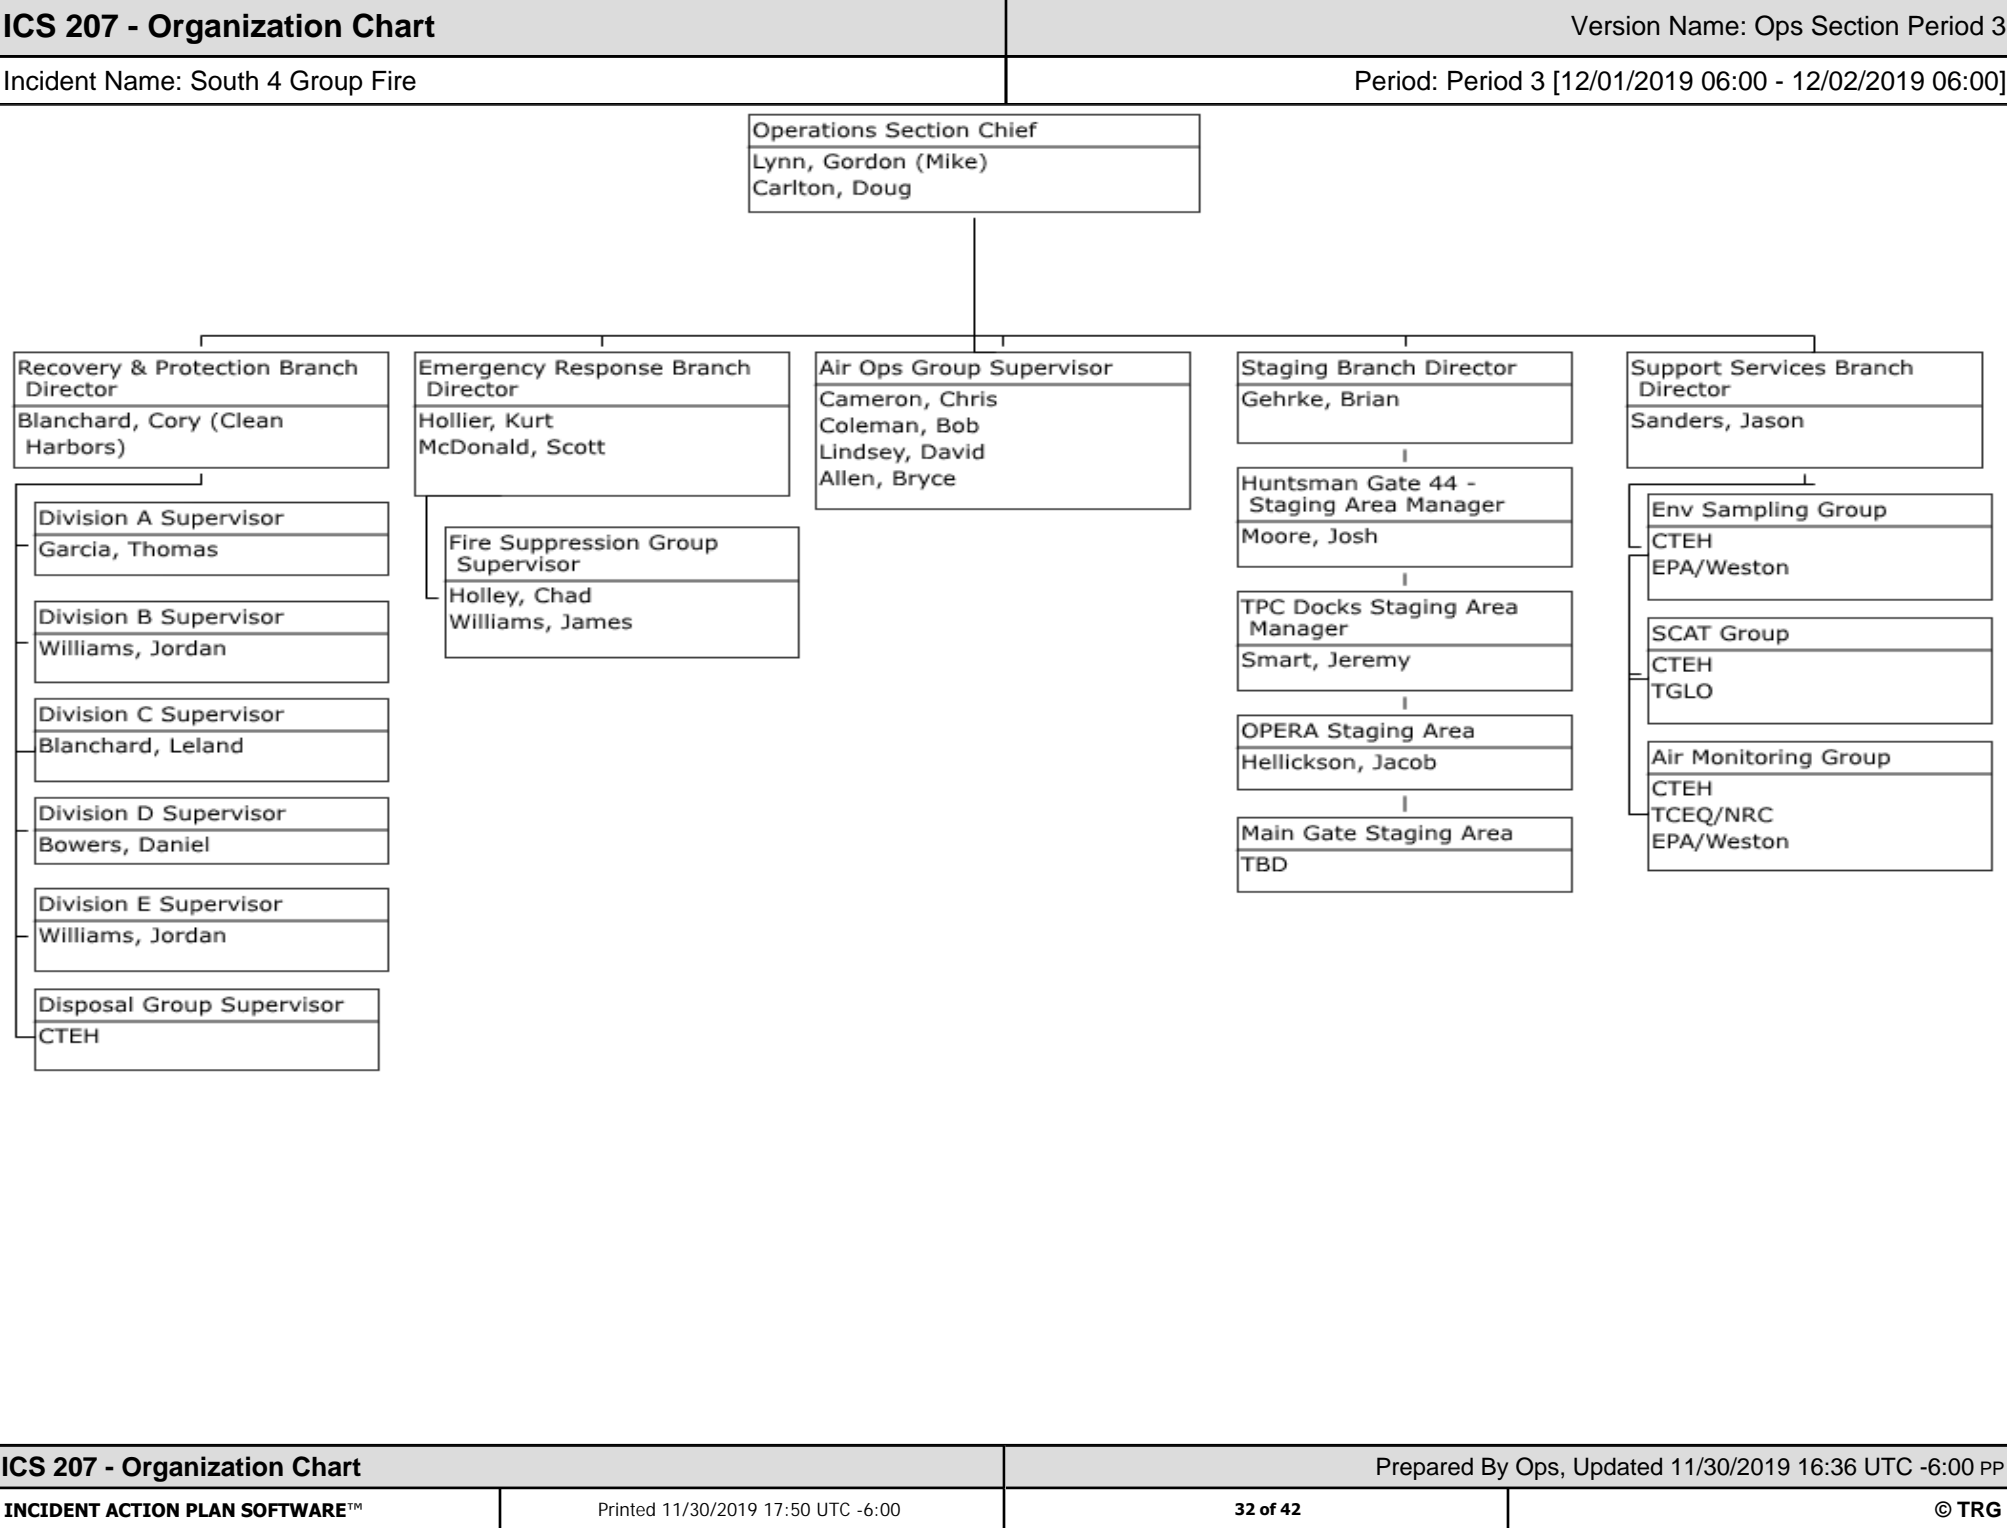 ICS 207 - Organization Chart
Version Name: Ops Section Period 3
Incident Name: South 4 Group Fire
Period: Period 3 [12/01/2019 06:00 - 12/02/2019 06:00]
Operations Section Chief
Lynn, Gordon (Mike)
Carlton, Doug
Recovery & Protection Branch
Director
Blanchard, Cory (Clean
Harbors)
Division A Supervisor
Garcia, Thomas
Division B Supervisor
Williams, Jordan
Division C Supervisor
Blanchard, Leland
Division D Supervisor
Bowers, Daniel
Division E Supervisor
Williams, Jordan
Disposal Group Supervisor
CTEH
Emergency Response Branch
Director
Hollier, Kurt
McDonald, Scott
Fire Suppression Group
Supervisor
Holley, Chad
Williams, James
Air Ops Group Supervisor
Cameron, Chris
Coleman, Bob
Lindsey, David
Allen, Bryce
Staging Branch Director
Gehrke, Brian
Huntsman Gate 44 -
Staging Area Manager
Moore, Josh
TPC Docks Staging Area
Manager
Smart, Jeremy
OPERA Staging Area
Hellickson, Jacob
Main Gate Staging Area
TBD
Support Services Branch
Director
Sanders, Jason
Env Sampling Group
CTEH
EPA/Weston
SCAT Group
CTEH
TGLO
Air Monitoring Group
CTEH
TCEQ/NRC
EPA/Weston
ICS 207 - Organization Chart
Prepared By Ops, Updated 11/30/2019 16:36 UTC -6:00 PP
INCIDENT ACTION PLAN SOFTWARE™
Printed 11/30/2019 17:50 UTC -6:00
32 of 42
© TRG